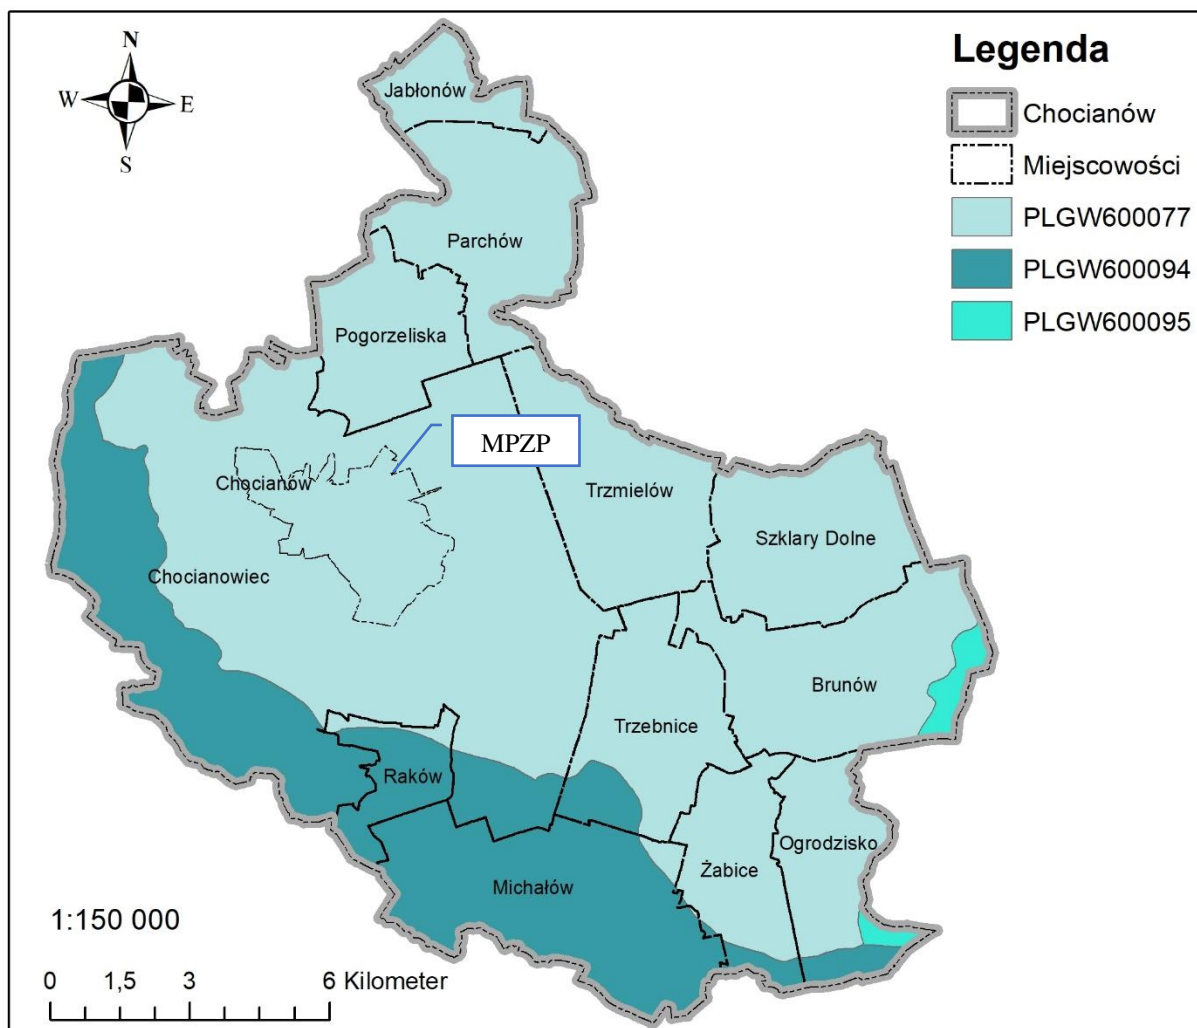 N
W
E
S
Legenda
Chocianów
Miejscowości
PLGW600077
PLGW600094
PLGW600095
Jabłonów
Parchów
Pogorzeliska
MPZP
Chocianów
Trzmielów
Szklary Dolne
Chocianowiec
Brunów
Trzebnice
Raków
Ogrodzisko
Żabice
Michałów
1:150 000
0 1,5 3 6 Kilometer